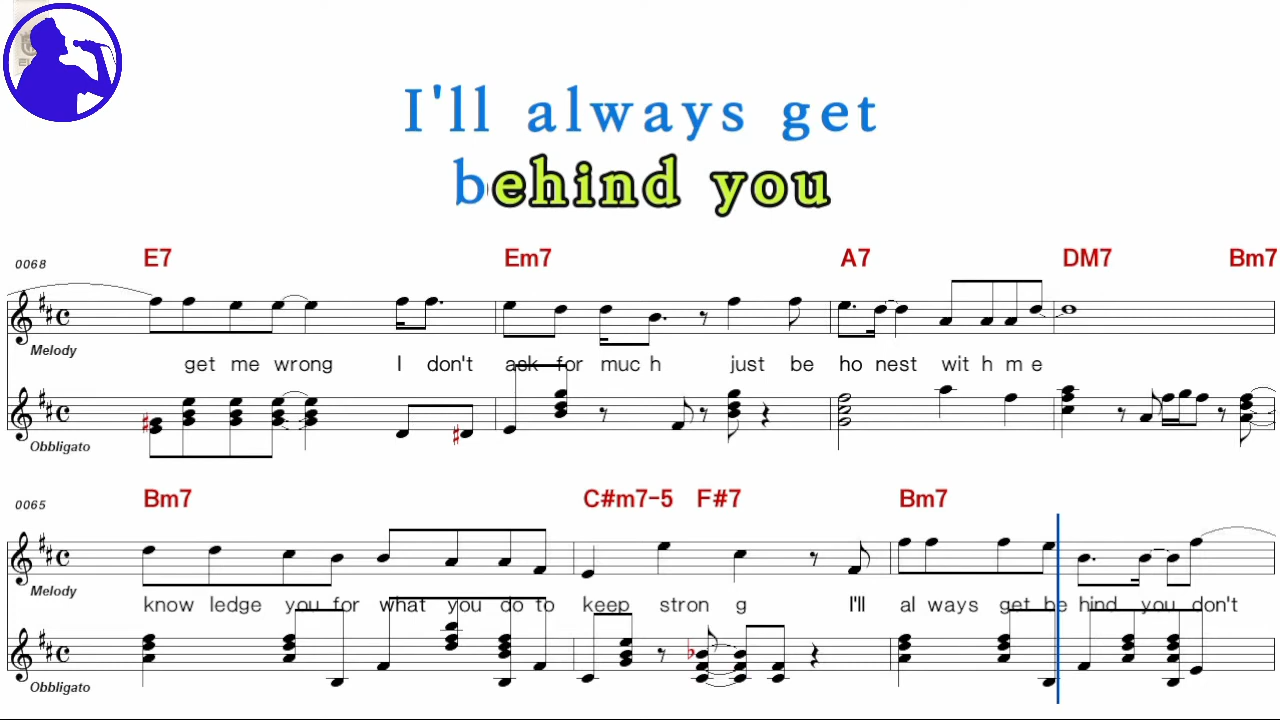 I'll always get
behind you
0068 E7 Em7 A7 DM7 Bm7
Melody
get me wrong I don't ask for muc h just be ho nest wit h m e
Obbligato
0065 Bm7 C#m7-5 F#7 Bm7
Melody
know ledge you for what you do to keep stron g I'll al ways get be hind you don't
Obbligato